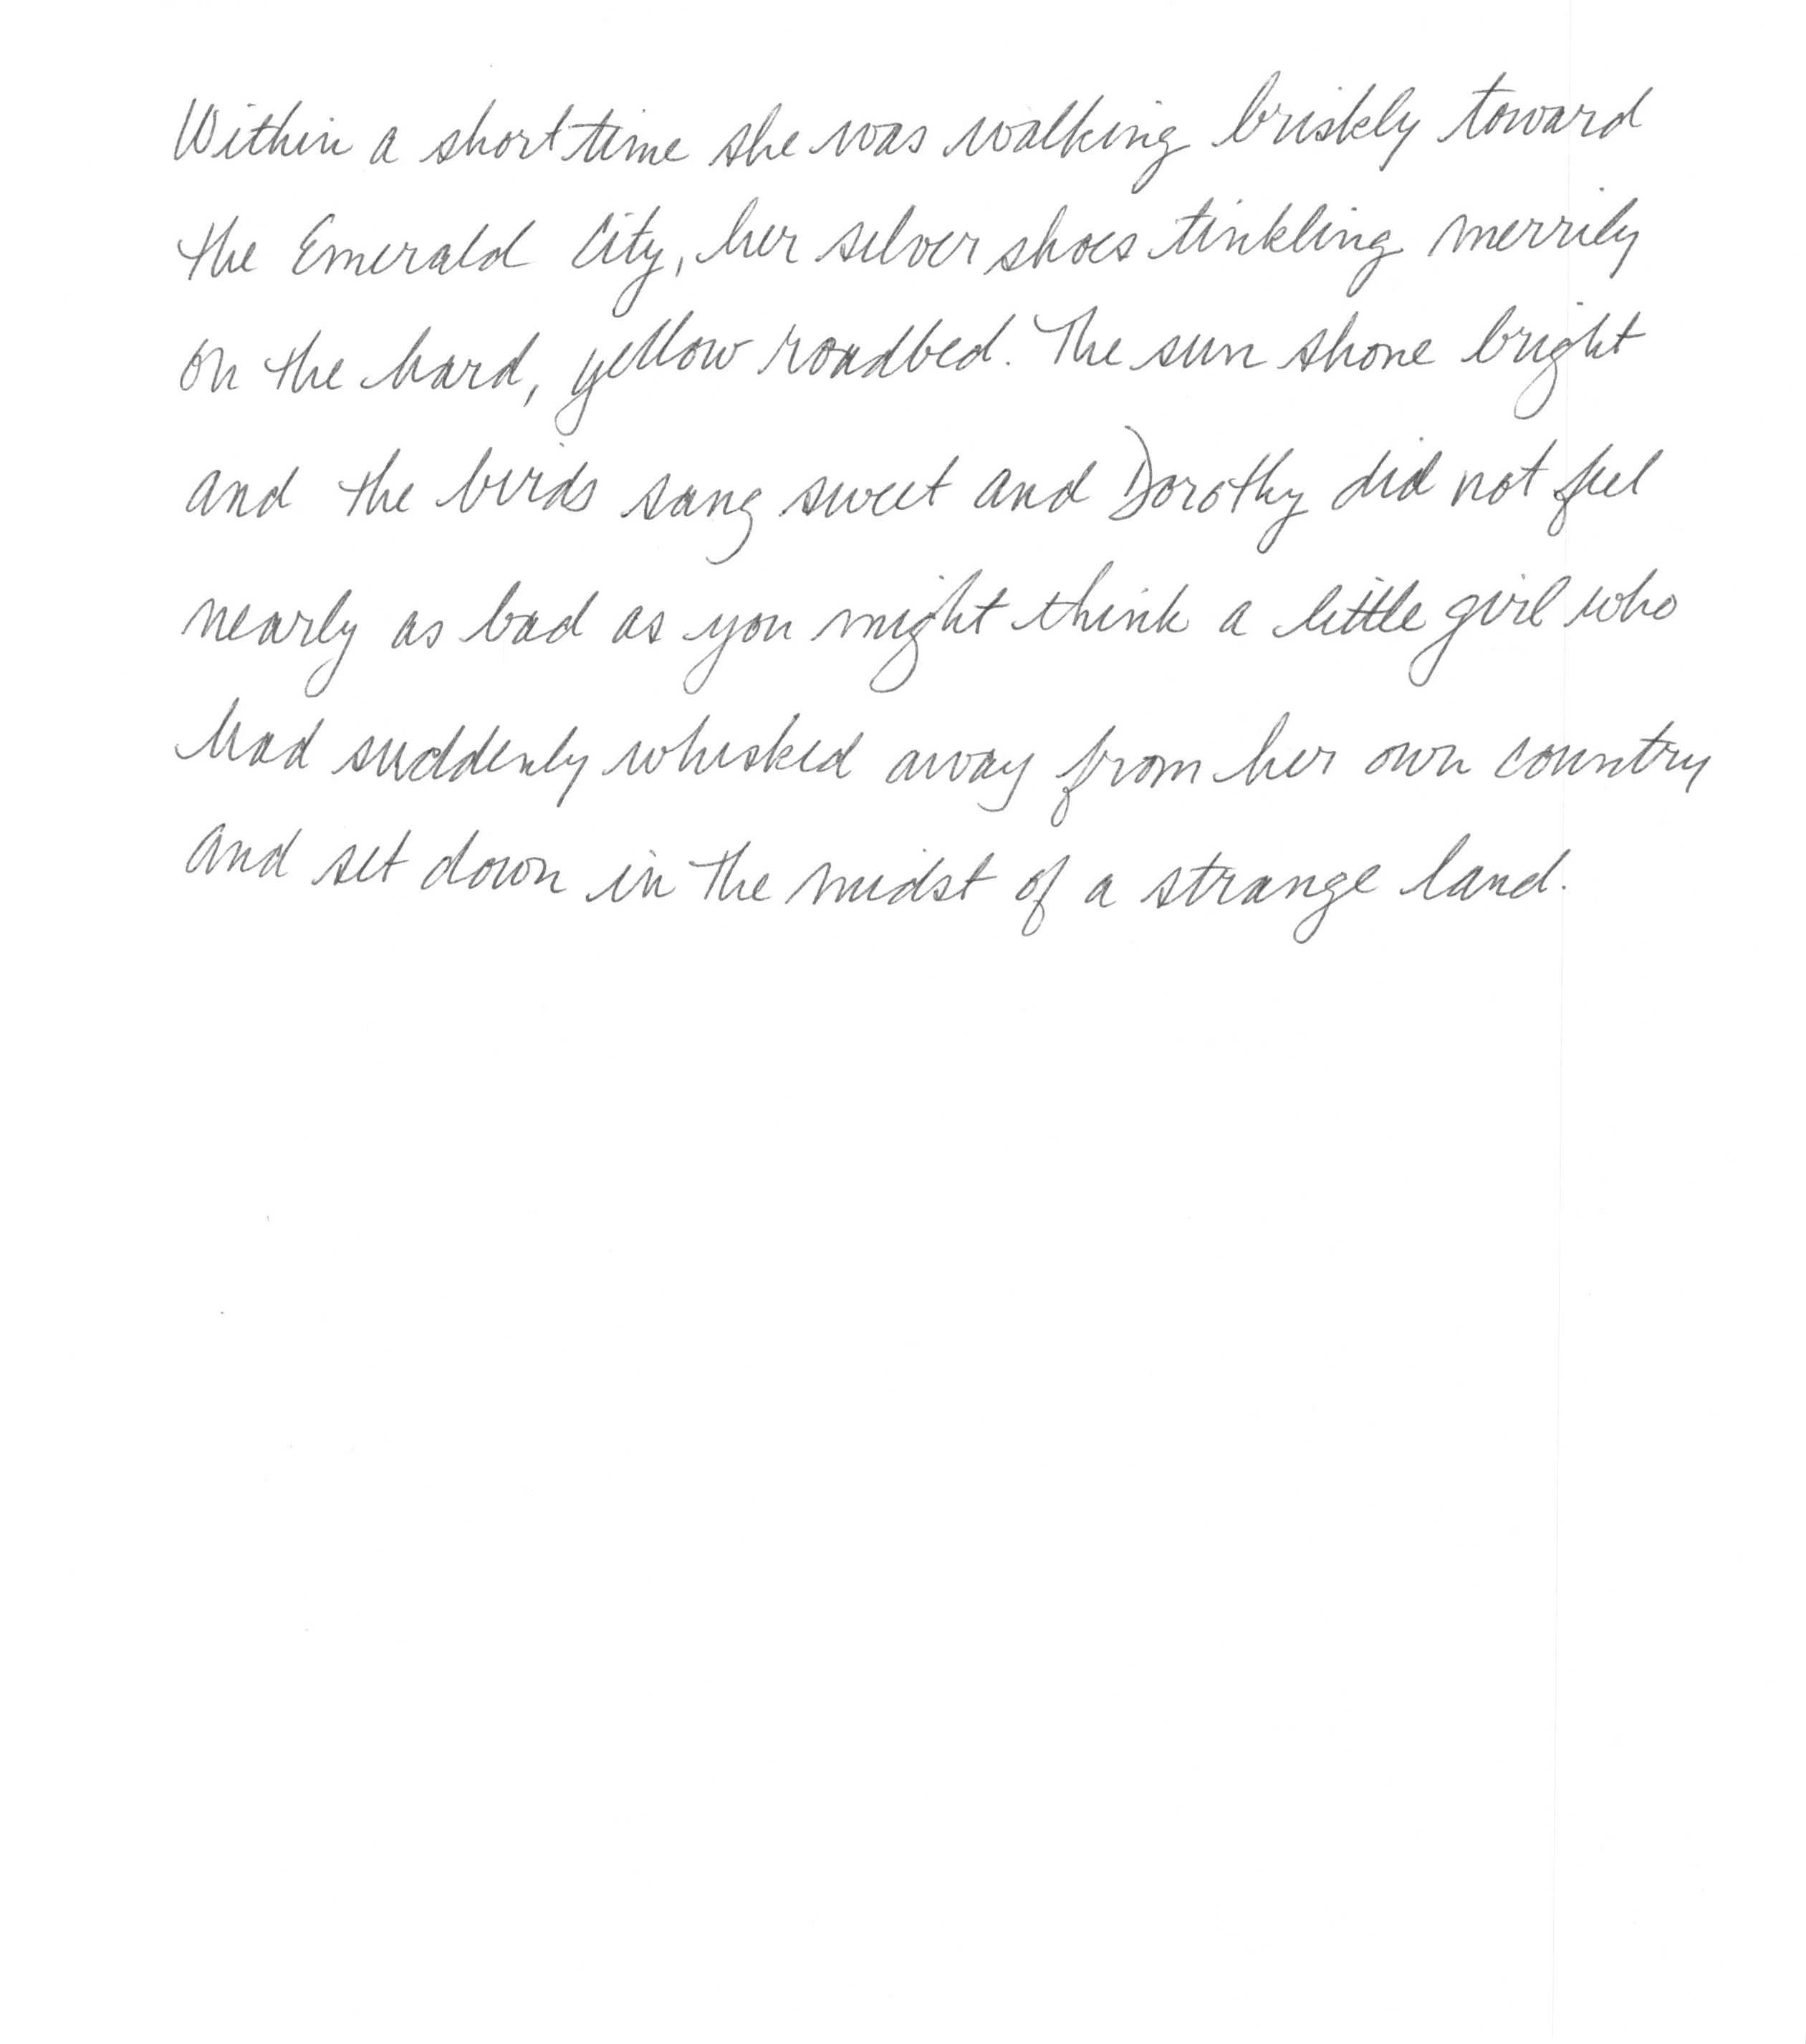 Within a short time she was walking briskly toward
the Emerald City, her silver shoes tinkling merrily
on the hard, yellow roadbed. The sun shone bright
and the birds sang sweet and Dorothy did not feel
nearly as bad as you might think a little girl who
had suddenly whisked away from her own country
and set down in the midst of a strange land.